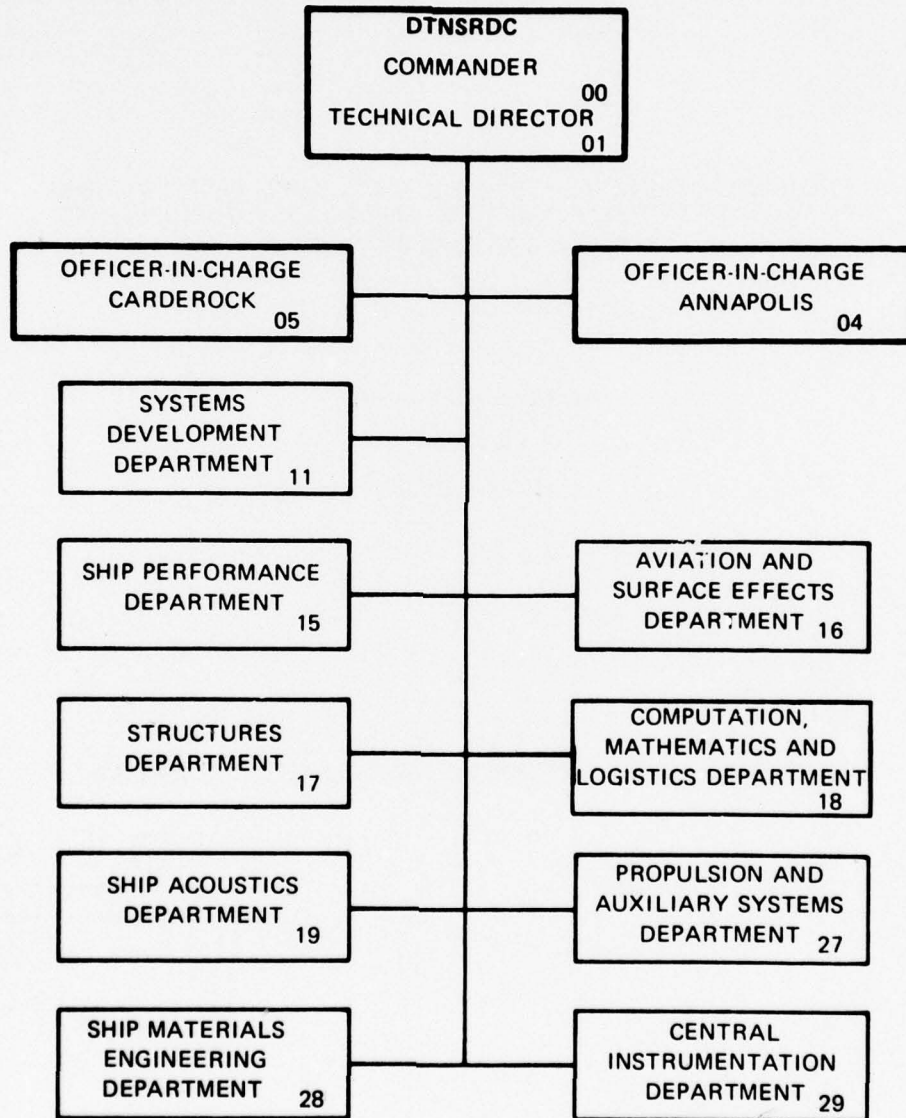 DTNSRDC
COMMANDER
00
TECHNICAL DIRECTOR
01
OFFICER-IN-CHARGE
CARDEROCK
05
OFFICER-IN-CHARGE
ANNAPOLIS
04
SYSTEMS
DEVELOPMENT
DEPARTMENT
11
SHIP PERFORMANCE
DEPARTMENT
15
AVIATION AND
SURFACE EFFECTS
DEPARTMENT
16
STRUCTURES
DEPARTMENT
17
COMPUTATION,
MATHEMATICS AND
LOGISTICS DEPARTMENT
18
SHIP ACOUSTICS
DEPARTMENT
19
PROPULSION AND
AUXILIARY SYSTEMS
DEPARTMENT
27
SHIP MATERIALS
ENGINEERING
DEPARTMENT
28
CENTRAL
INSTRUMENTATION
DEPARTMENT
29